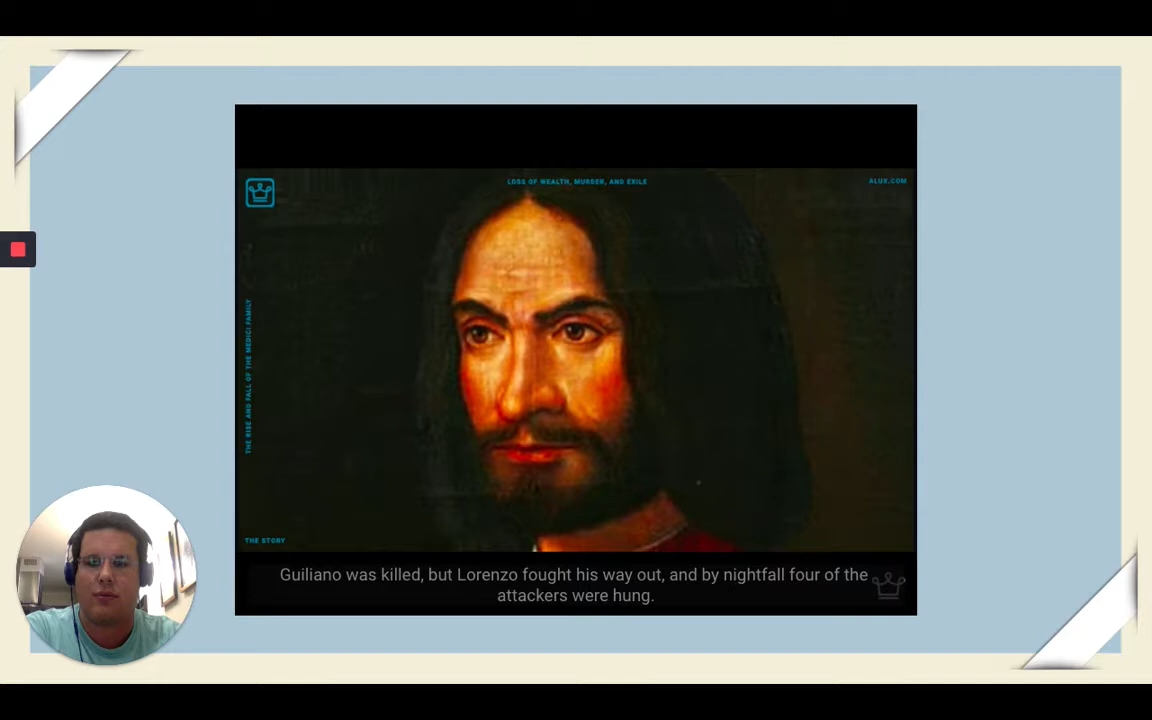 LOSS OF WEALTH, MURDER, AND EXILE
ALUX.COM
THE RISE AND FALL OF THE MEDICI FAMILY
THE STORY
Guiliano was killed, but Lorenzo fought his way out, and by nightfall four of the
attackers were hung.